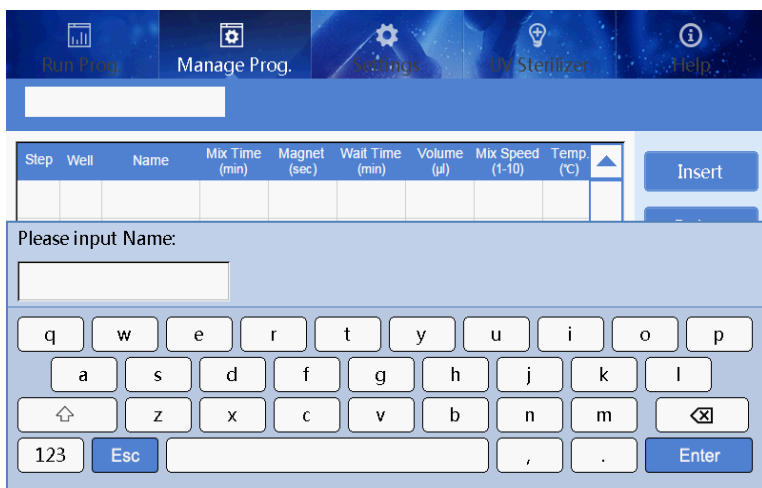 Run Prog.
Manage Prog.
Settings
UV Sterilizer
Help
Step Well Name Mix Time (min) Magnet (sec) Wait Time (min) Volume (μl) Mix Speed (1-10) Temp. (℃)
Insert
Please input Name:
q w e r t y u i o p
a s d f g h j k l
z x c v b n m
123 Esc , . Enter